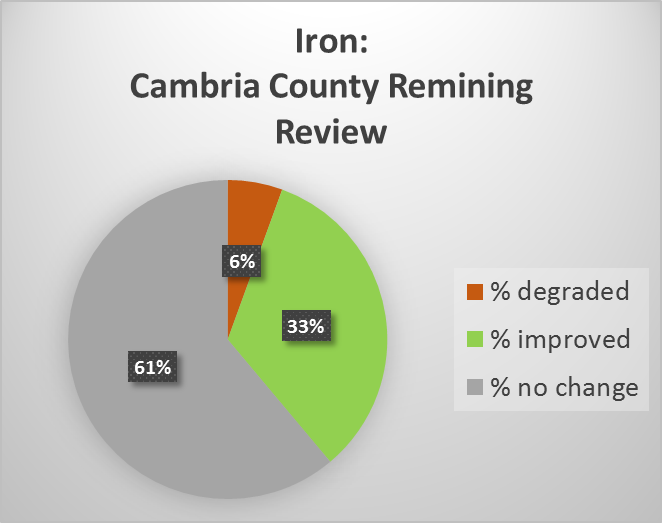 Iron:
Cambria County Remining
Review
6%
33%
61%
% degraded
% improved
% no change